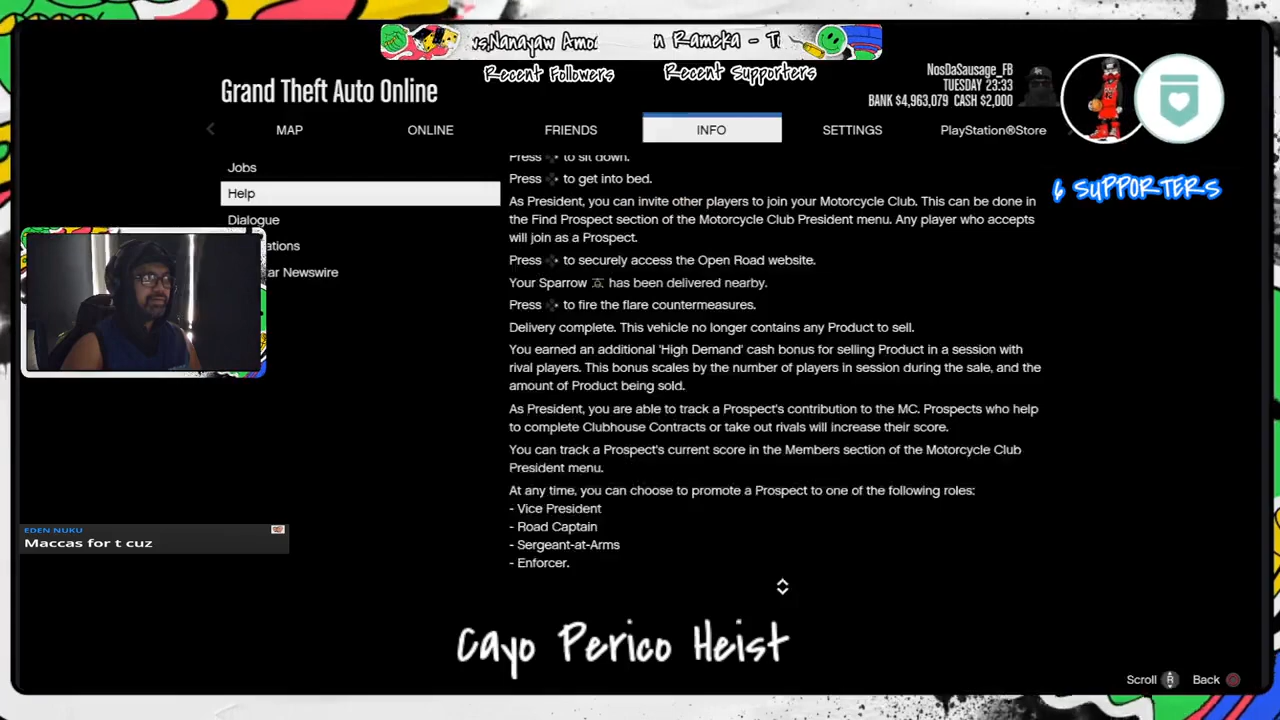 vs.Nanayaw Amo
n Rameka - T
Recent Followers
Recent Supporters
Grand Theft Auto Online
NosDaSausage_FB
TUESDAY 23:33
BANK $4,963,079 CASH $2,000
MAP
ONLINE
FRIENDS
INFO
SETTINGS
PlayStation®Store
6 SUPPORTERS
Jobs
Help
Dialogue
ations
ar Newswire
Press to sit down.
Press to get into bed.
As President, you can invite other players to join your Motorcycle Club. This can be done in
the Find Prospect section of the Motorcycle Club President menu. Any player who accepts
will join as a Prospect.
Press to securely access the Open Road website.
Your Sparrow has been delivered nearby.
Press to fire the flare countermeasures.
Delivery complete. This vehicle no longer contains any Product to sell.
You earned an additional 'High Demand' cash bonus for selling Product in a session with
rival players. This bonus scales by the number of players in session during the sale, and the
amount of Product being sold.
As President, you are able to track a Prospect's contribution to the MC. Prospects who help
to complete Clubhouse Contracts or take out rivals will increase their score.
You can track a Prospect's current score in the Members section of the Motorcycle Club
President menu.
At any time, you can choose to promote a Prospect to one of the following roles:
- Vice President
- Road Captain
- Sergeant-at-Arms
- Enforcer.
EDEN NUKU
Maccas for t cuz
Cayo Perico Heist
Scroll R Back